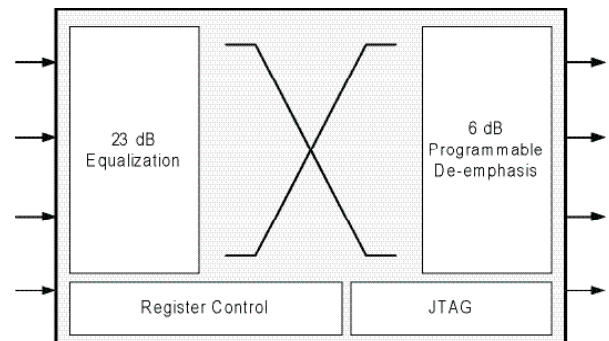 23 dB
Equalization
6 dB
Programmable
De-emphasis
Register Control
JTAG